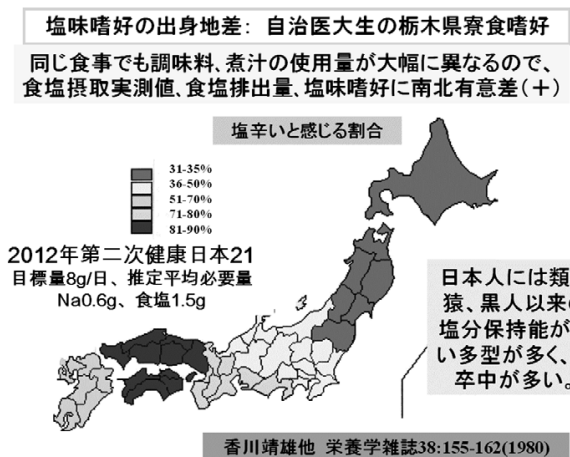 塩味嗜好の出身地差： 自治医大生の栃木県寮食嗜好
同じ食事でも調味料、煮汁の使用量が大幅に異なるので、
食塩摂取実測値、食塩排出量、塩味嗜好に南北有意差（＋）
塩辛いと感じる割合
31-35%
36-50%
51-70%
71-80%
81-90%
2012年第二次健康日本21
目標量8g/日、推定平均必要量
Na0.6g、食塩1.5g
日本人には類
猿、黒人以来
塩分保持能が
い多型が多く、
卒中が多い。
香川靖雄他 栄養学雑誌38:155-162(1980)